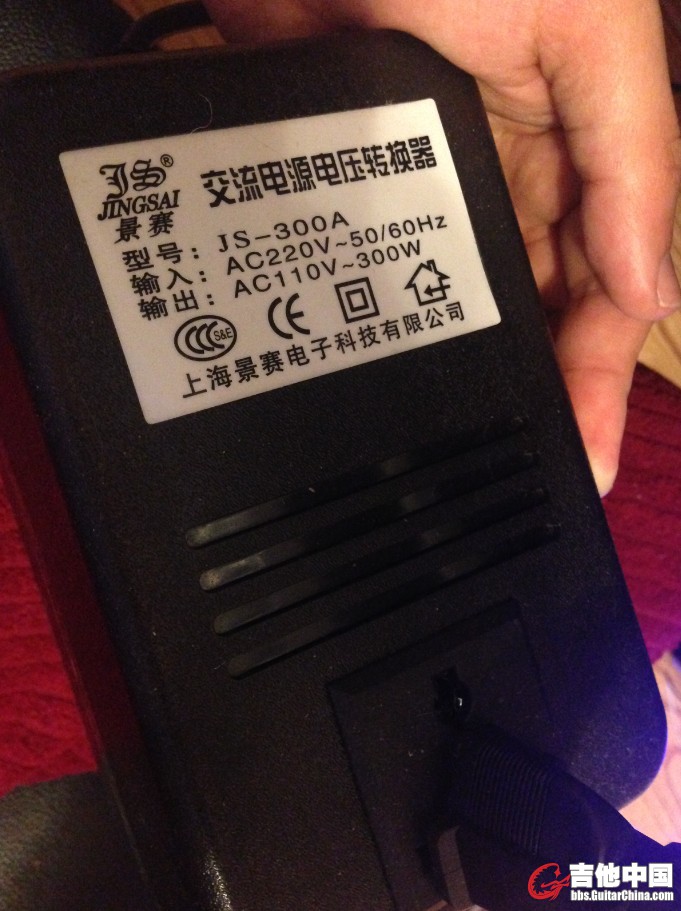 JS®
JINGSAI
景赛
交流电源电压转换器
型号：JS-300A
输入：AC220V~50/60Hz
输出：AC110V~300W
CCC S&E CE
上海景赛电子科技有限公司
吉他中国
bbs.GuitarChina.com